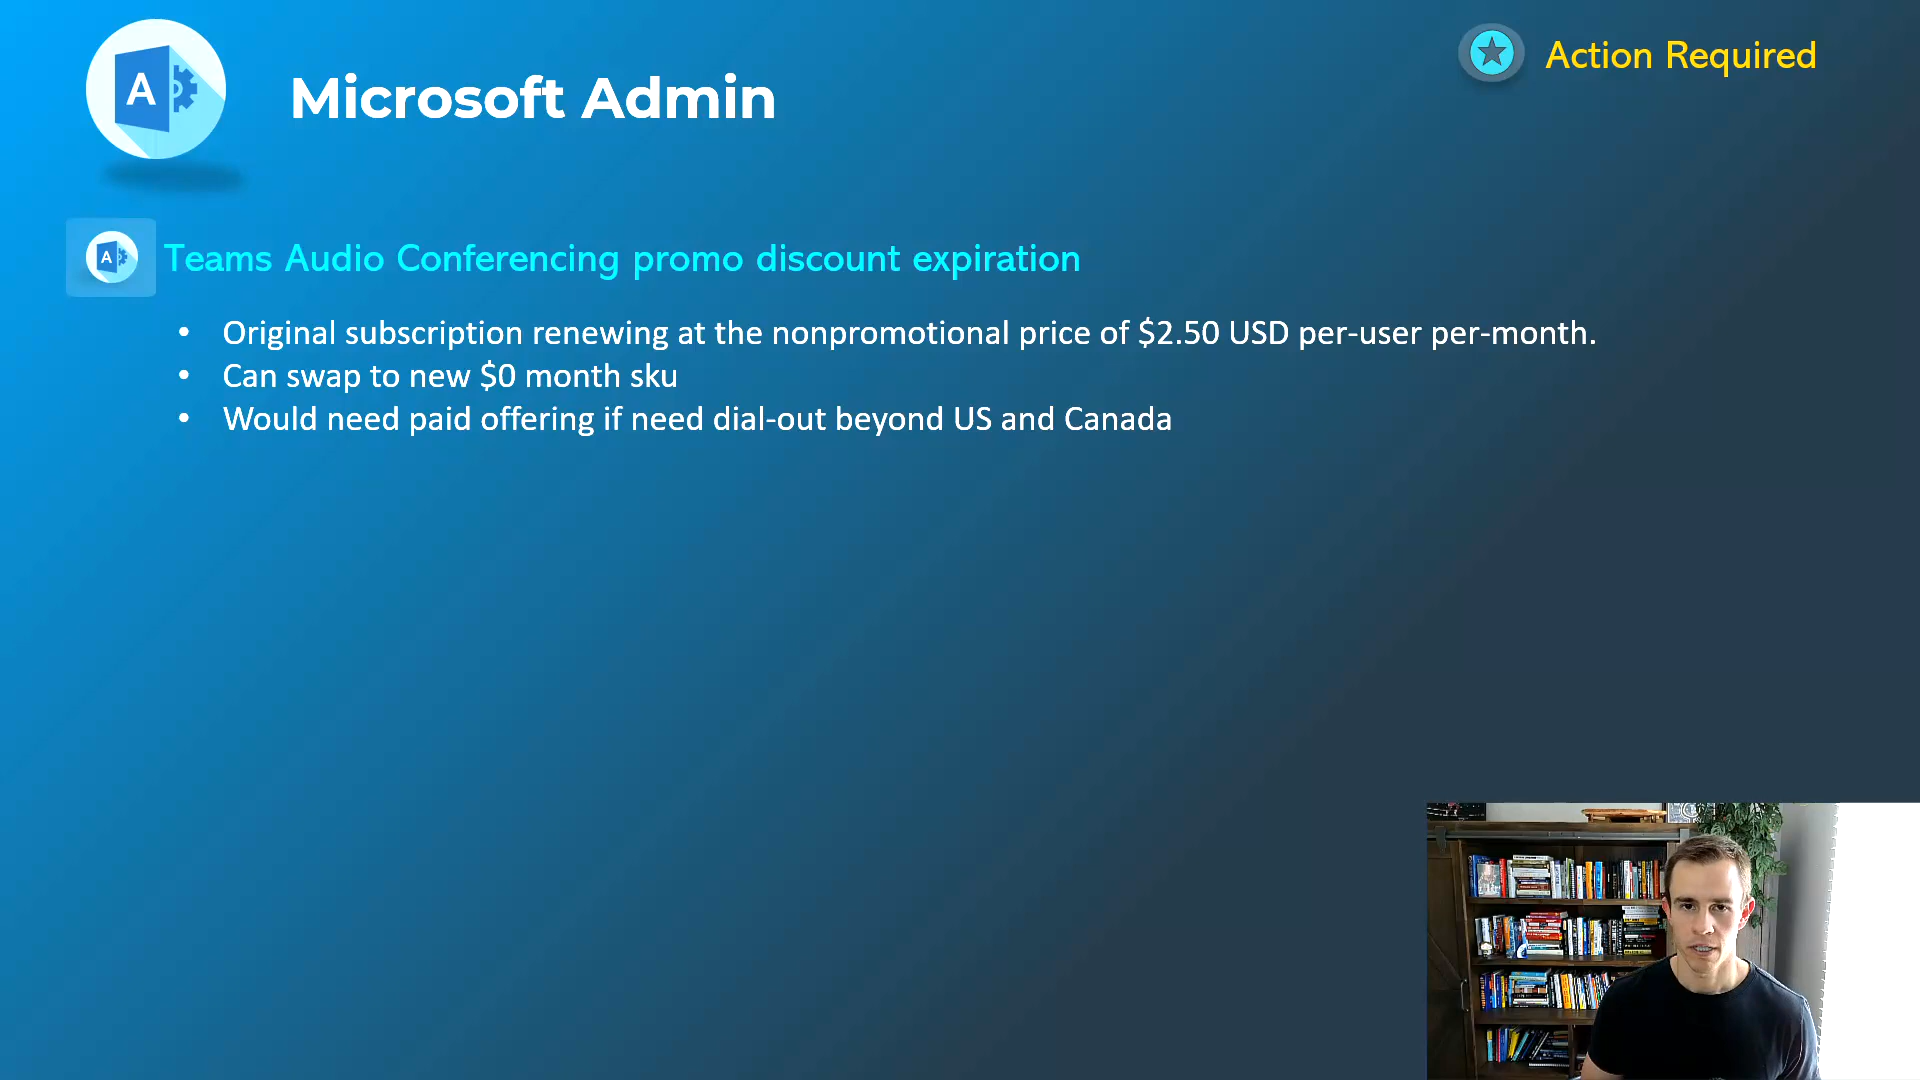 A
Microsoft Admin
Action Required
A
Teams Audio Conferencing promo discount expiration
• Original subscription renewing at the nonpromotional price of $2.50 USD per-user per-month.
• Can swap to new $0 month sku
• Would need paid offering if need dial-out beyond US and Canada